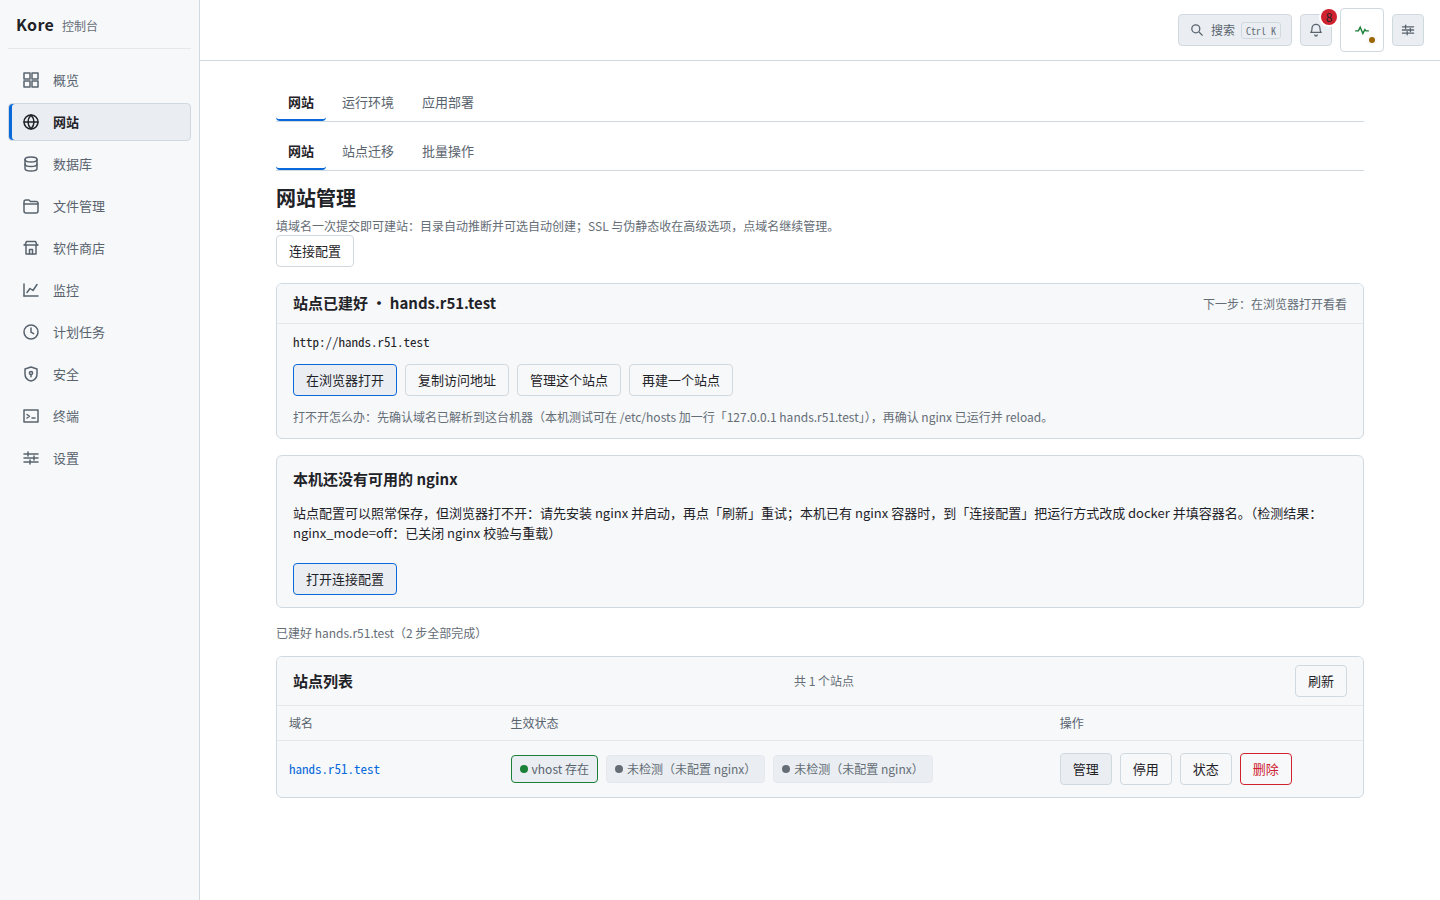 Kore 控制台
搜索 Ctrl K
8
概览
网站
数据库
文件管理
软件商店
监控
计划任务
安全
终端
设置
网站 运行环境 应用部署
网站 站点迁移 批量操作
网站管理
填域名一次提交即可建站：目录自动推断并可选自动创建；SSL 与伪静态收在高级选项，点域名继续管理。
连接配置
站点已建好 · hands.r51.test
下一步：在浏览器打开看看
http://hands.r51.test
在浏览器打开 复制访问地址 管理这个站点 再建一个站点
打不开怎么办：先确认域名已解析到这台机器（本机测试可在 /etc/hosts 加一行「127.0.0.1 hands.r51.test」），再确认 nginx 已运行并 reload。
本机还没有可用的 nginx
站点配置可以照常保存，但浏览器打不开：请先安装 nginx 并启动，再点「刷新」重试；本机已有 nginx 容器时，到「连接配置」把运行方式改成 docker 并填容器名。（检测结果：
nginx_mode=off：已关闭 nginx 校验与重载）
打开连接配置
已建好 hands.r51.test（2 步全部完成）
站点列表 共 1 个站点 刷新
域名 生效状态 操作
hands.r51.test vhost 存在 未检测（未配置 nginx） 未检测（未配置 nginx） 管理 停用 状态 删除